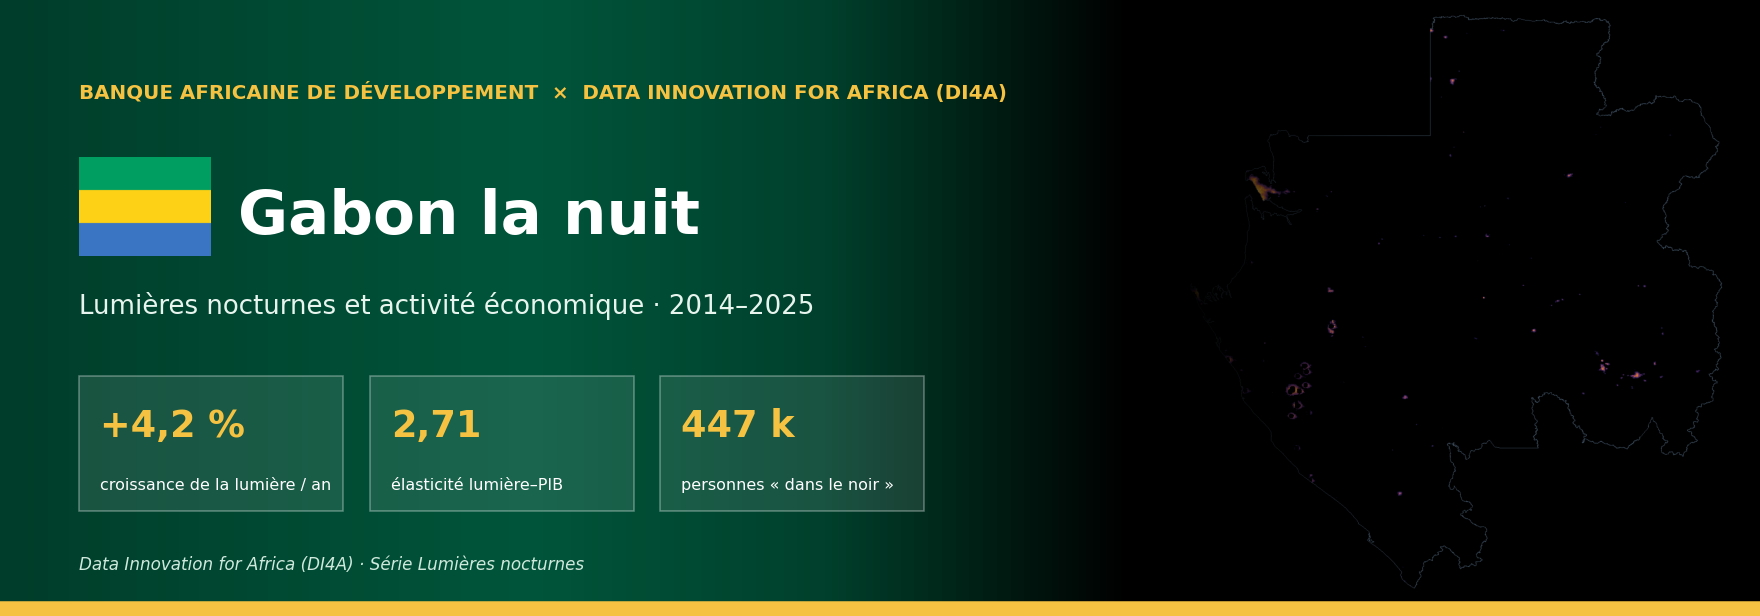 BANQUE AFRICAINE DE DÉVELOPPEMENT × DATA INNOVATION FOR AFRICA (DI4A)
Gabon la nuit
Lumières nocturnes et activité économique · 2014–2025
+4,2 %
croissance de la lumière / an
2,71
élasticité lumière–PIB
447 k
personnes « dans le noir »
Data Innovation for Africa (DI4A) · Série Lumières nocturnes